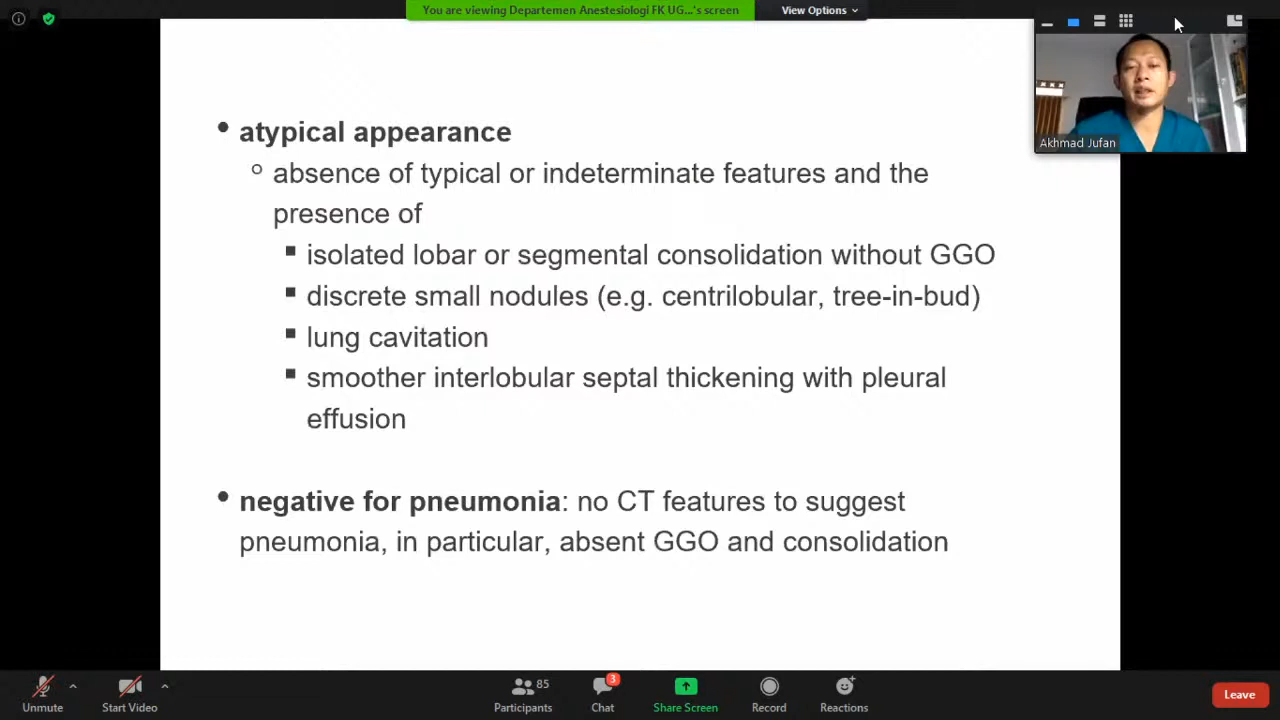 You are viewing Departemen Anestesiologi FK UG...'s screen
View Options
Akhmad Jufan
• atypical appearance
○ absence of typical or indeterminate features and the
presence of
▪ isolated lobar or segmental consolidation without GGO
▪ discrete small nodules (e.g. centrilobular, tree-in-bud)
▪ lung cavitation
▪ smoother interlobular septal thickening with pleural
effusion
• negative for pneumonia: no CT features to suggest
pneumonia, in particular, absent GGO and consolidation
Unmute
Start Video
85
Participants
3
Chat
Share Screen
Record
Reactions
Leave